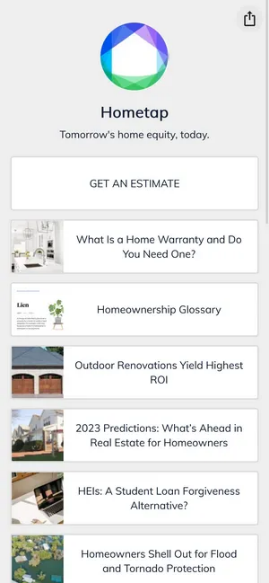 Hometap
Tomorrow's home equity, today.
GET AN ESTIMATE
What Is a Home Warranty and Do
You Need One?
Lien
Homeownership Glossary
Outdoor Renovations Yield Highest
ROI
2023 Predictions: What's Ahead in
Real Estate for Homeowners
HEIs: A Student Loan Forgiveness
Alternative?
Homeowners Shell Out for Flood
and Tornado Protection